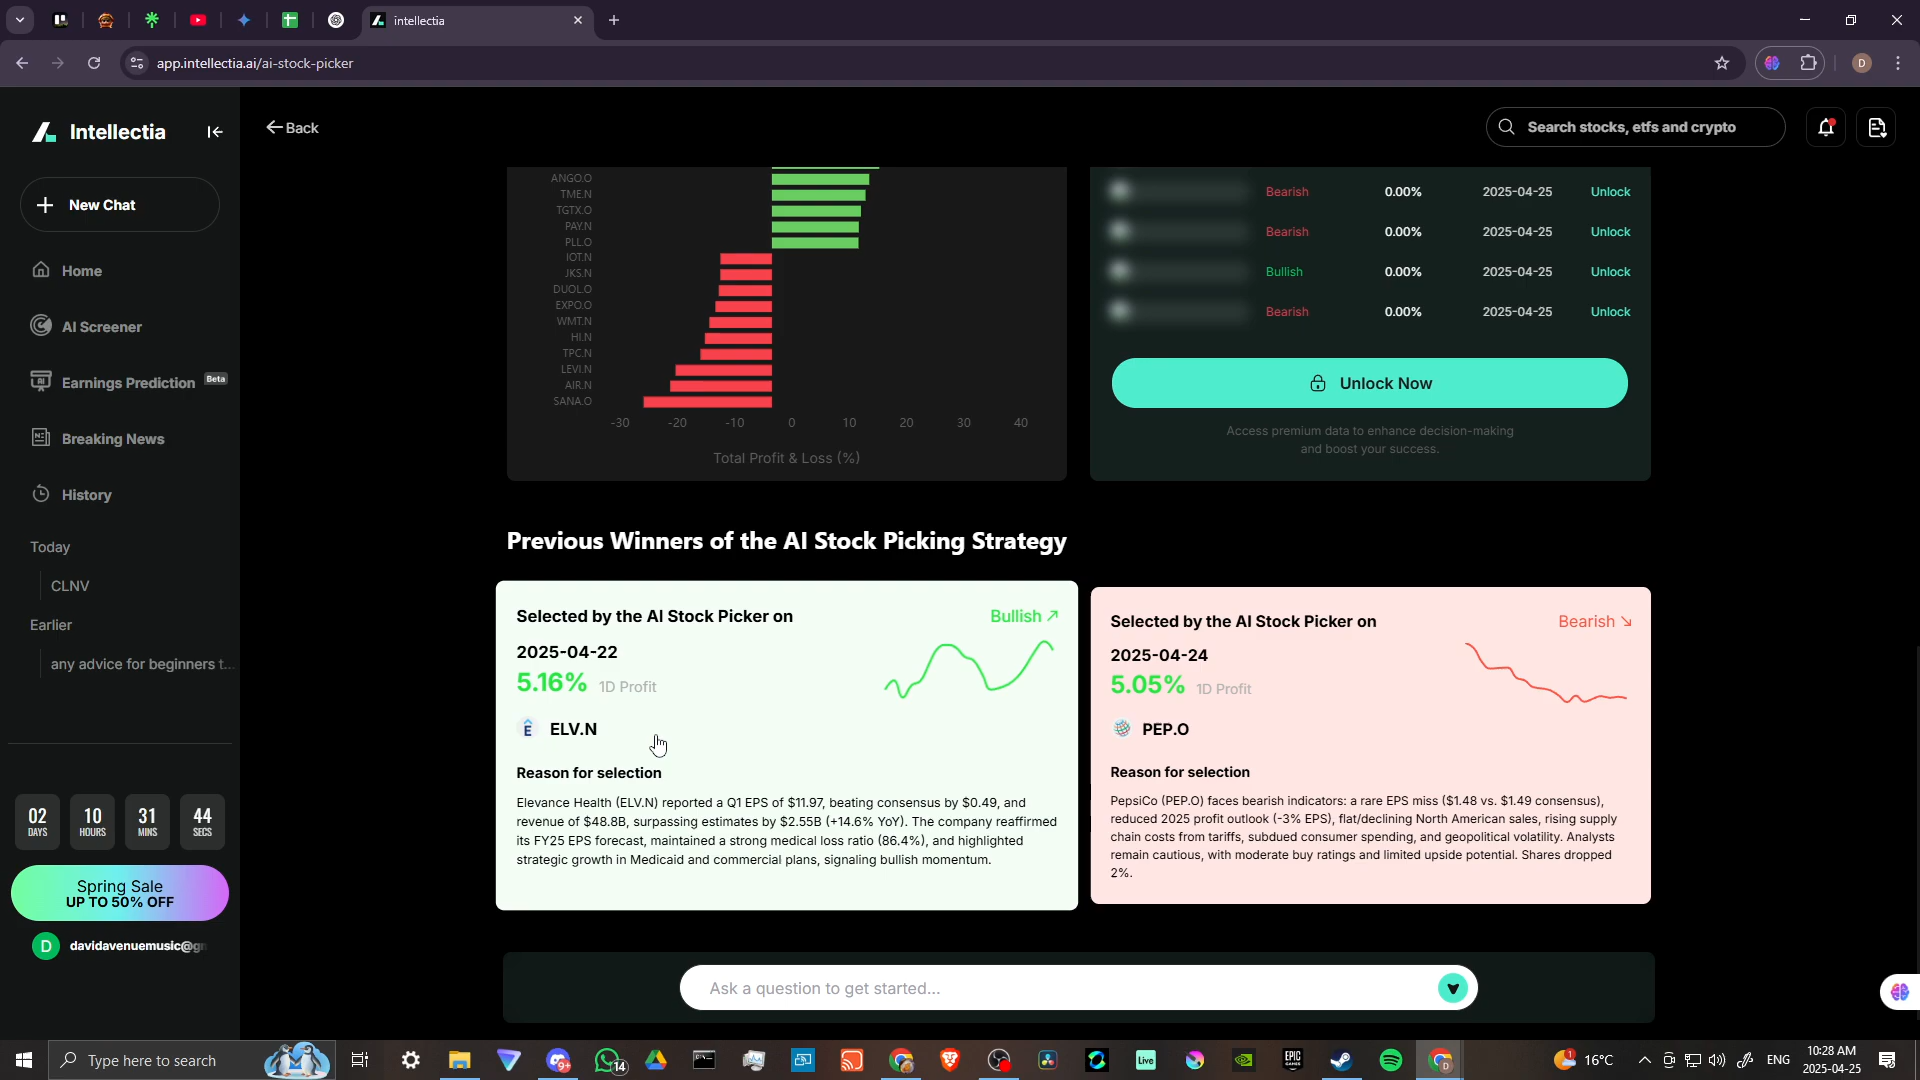 intellectia
app.intellectia.ai/ai-stock-picker
D
Intellectia
Back
Search stocks, etfs and crypto
New Chat
Home
AI Screener
Earnings Prediction Beta
Breaking News
History
Today
CLNV
Earlier
any advice for beginners t...
02 10 31 44
DAYS HOURS MINS SECS
Spring Sale
UP TO 50% OFF
D davidavenuemusic@g
ANGO.O
TME.N
TGTX.O
PAY.N
PLL.O
IOT.N
JKS.N
DUOL.O
EXPO.O
WMT.N
HI.N
TPC.N
LEVI.N
AIR.N
SANA.O
-30 -20 -10 0 10 20 30 40
Total Profit & Loss (%)
Bearish 0.00% 2025-04-25 Unlock
Bearish 0.00% 2025-04-25 Unlock
Bullish 0.00% 2025-04-25 Unlock
Bearish 0.00% 2025-04-25 Unlock
Unlock Now
Access premium data to enhance decision-making
and boost your success.
Previous Winners of the AI Stock Picking Strategy
Selected by the AI Stock Picker on Bullish
2025-04-22
5.16% 1D Profit
E ELV.N
Reason for selection
Elevance Health (ELV.N) reported a Q1 EPS of $11.97, beating consensus by $0.49, and
revenue of $48.8B, surpassing estimates by $2.55B (+14.6% YoY). The company reaffirmed
its FY25 EPS forecast, maintained a strong medical loss ratio (86.4%), and highlighted
strategic growth in Medicaid and commercial plans, signaling bullish momentum.
Selected by the AI Stock Picker on Bearish
2025-04-24
5.05% 1D Profit
PEP.O
Reason for selection
PepsiCo (PEP.O) faces bearish indicators: a rare EPS miss ($1.48 vs. $1.49 consensus),
reduced 2025 profit outlook (-3% EPS), flat/declining North American sales, rising supply
chain costs from tariffs, subdued consumer spending, and geopolitical volatility. Analysts
remain cautious, with moderate buy ratings and limited upside potential. Shares dropped
2%.
Ask a question to get started...
Type here to search
9+
14
Live
EPIC GAMES
1
16°C
ENG
10:28 AM
2025-04-25